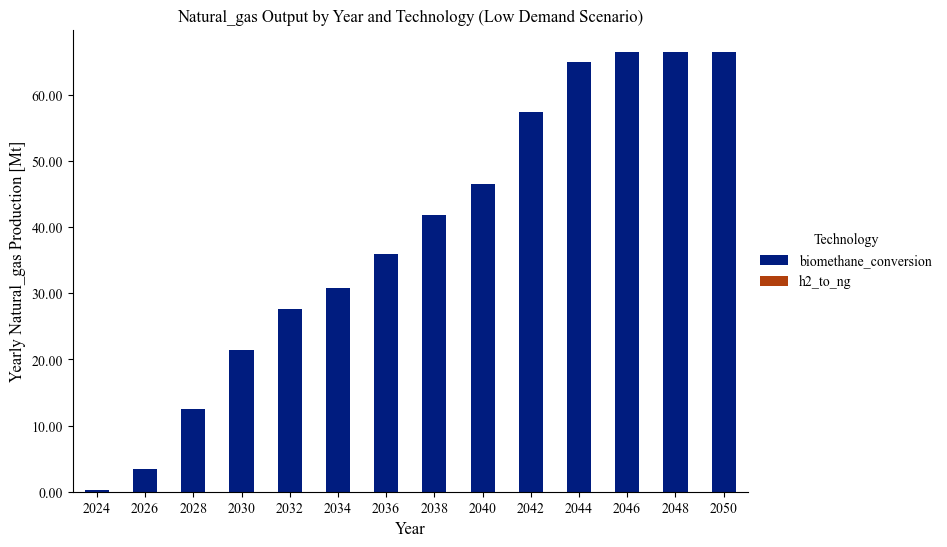 Natural_gas Output by Year and Technology (Low Demand Scenario)
Yearly Natural_gas Production [Mt]
60.00
50.00
40.00
30.00
20.00
10.00
0.00
2024 2026 2028 2030 2032 2034 2036 2038 2040 2042 2044 2046 2048 2050
Year
Technology
biomethane_conversion
h2_to_ng